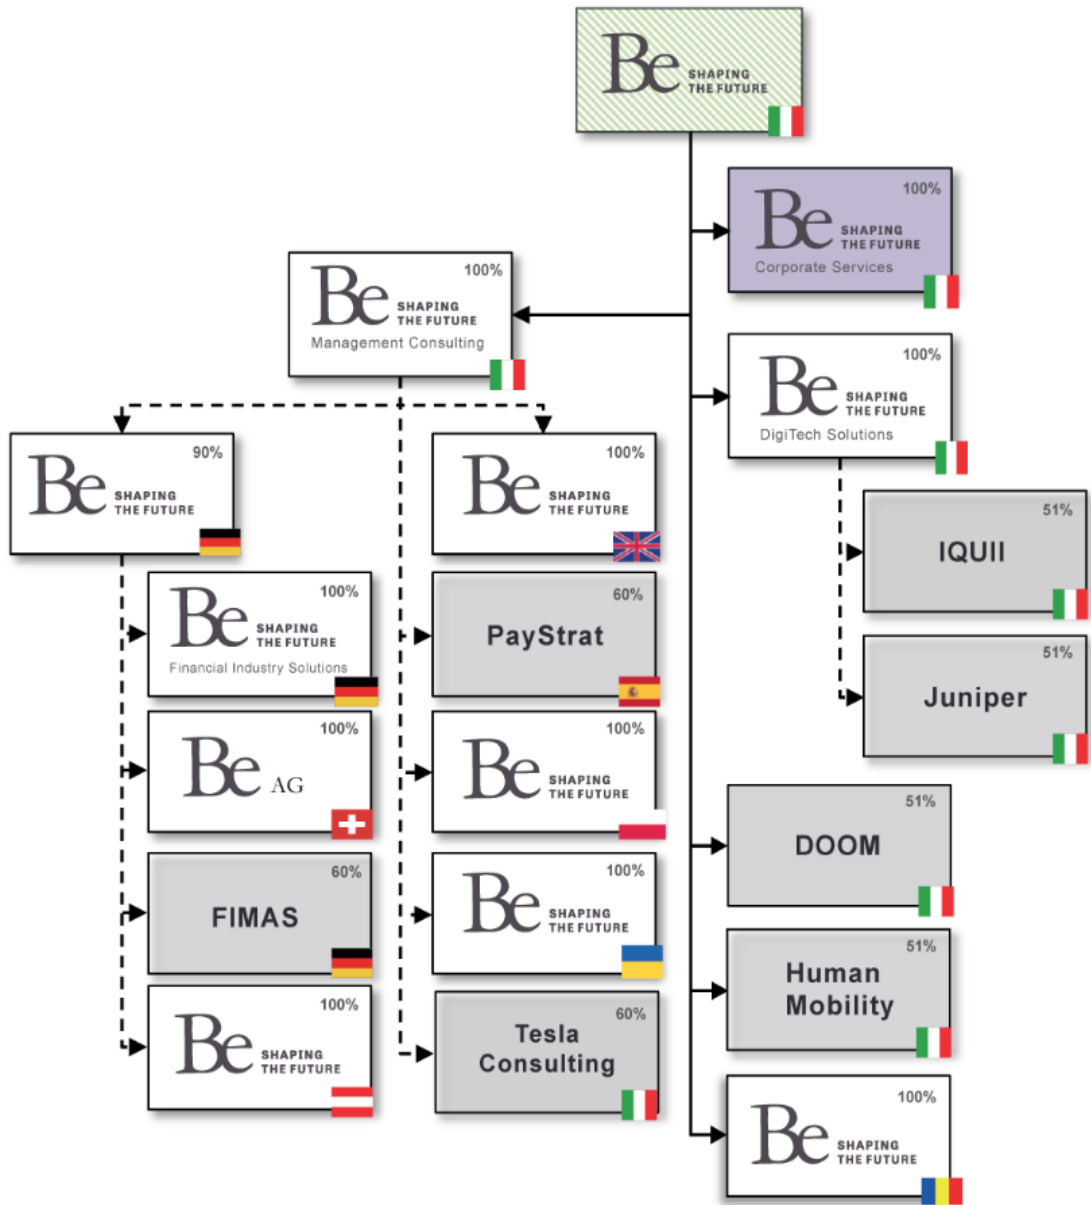 Be SHAPING
THE FUTURE
100%
Be SHAPING
THE FUTURE
Corporate Services
100%
Be SHAPING
THE FUTURE
Management Consulting
100%
Be SHAPING
THE FUTURE
DigiTech Solutions
90%
Be SHAPING
THE FUTURE
100%
Be SHAPING
THE FUTURE
51%
IQUII
100%
Be SHAPING
THE FUTURE
Financial Industry Solutions
60%
PayStrat
51%
Juniper
100%
Be AG
100%
Be SHAPING
THE FUTURE
51%
DOOM
60%
FIMAS
100%
Be SHAPING
THE FUTURE
51%
Human
Mobility
100%
Be SHAPING
THE FUTURE
60%
Tesla
Consulting
100%
Be SHAPING
THE FUTURE